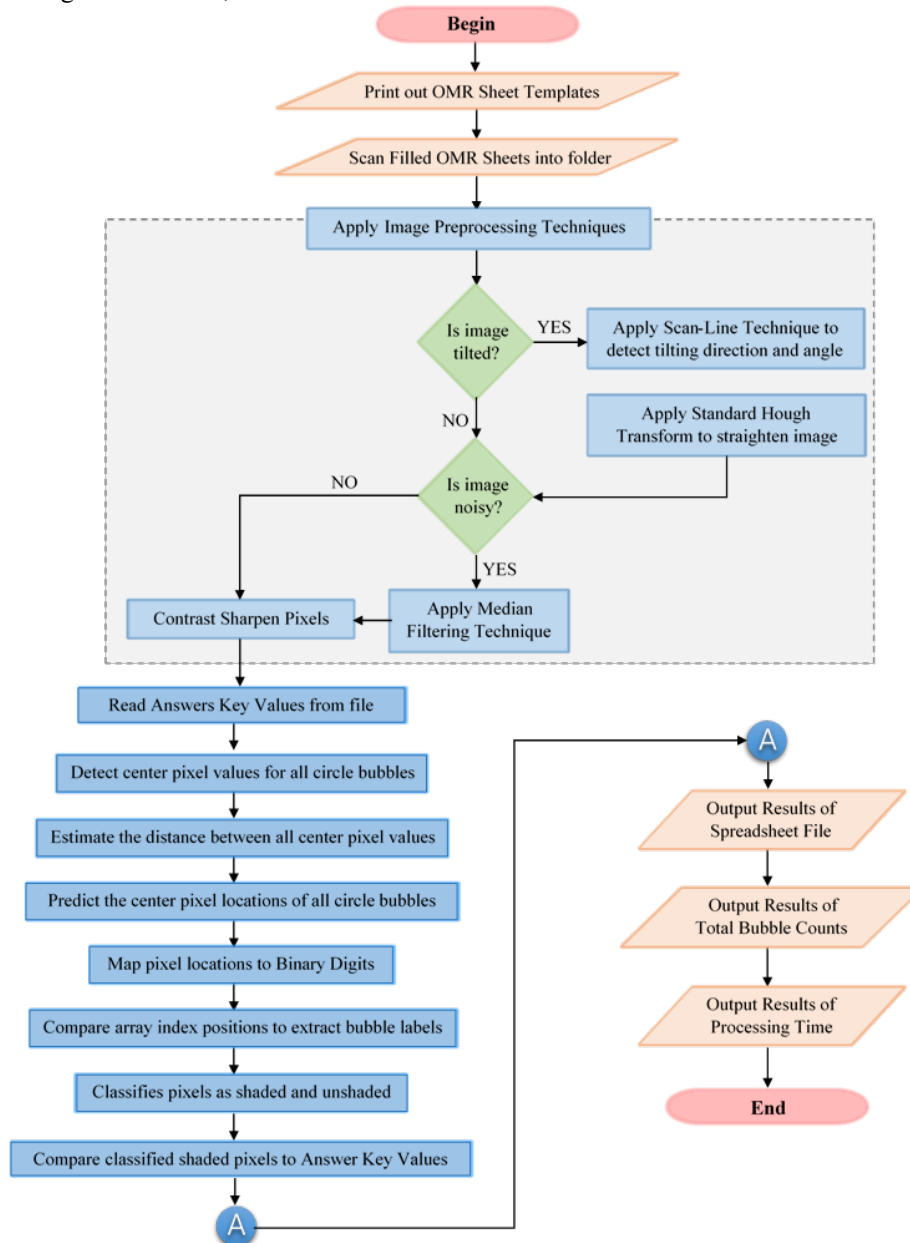 Begin
Print out OMR Sheet Templates
Scan Filled OMR Sheets into folder
Apply Image Preprocessing Techniques
Is image
tilted?
YES
Apply Scan-Line Technique to
detect tilting direction and angle
NO
Apply Standard Hough
Transform to straighten image
Is image
noisy?
NO
YES
Apply Median
Filtering Technique
Contrast Sharpen Pixels
Read Answers Key Values from file
Detect center pixel values for all circle bubbles
Estimate the distance between all center pixel values
Predict the center pixel locations of all circle bubbles
Map pixel locations to Binary Digits
Compare array index positions to extract bubble labels
Classifies pixels as shaded and unshaded
Compare classified shaded pixels to Answer Key Values
A
A
Output Results of
Spreadsheet File
Output Results of
Total Bubble Counts
Output Results of
Processing Time
End